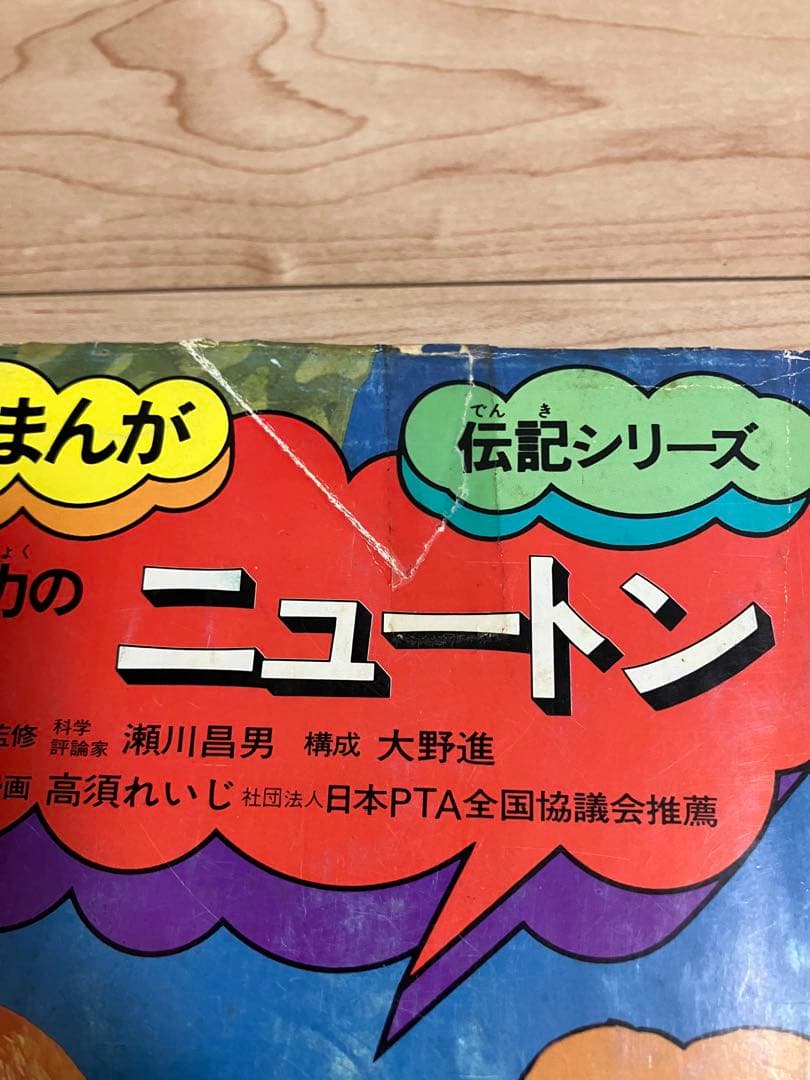 まんが
でんき
伝記シリーズ
ょく
力の
ニュートン
監修 科学評論家 瀬川昌男 構成 大野進
画 高須れいじ 社団法人日本PTA全国協議会推薦